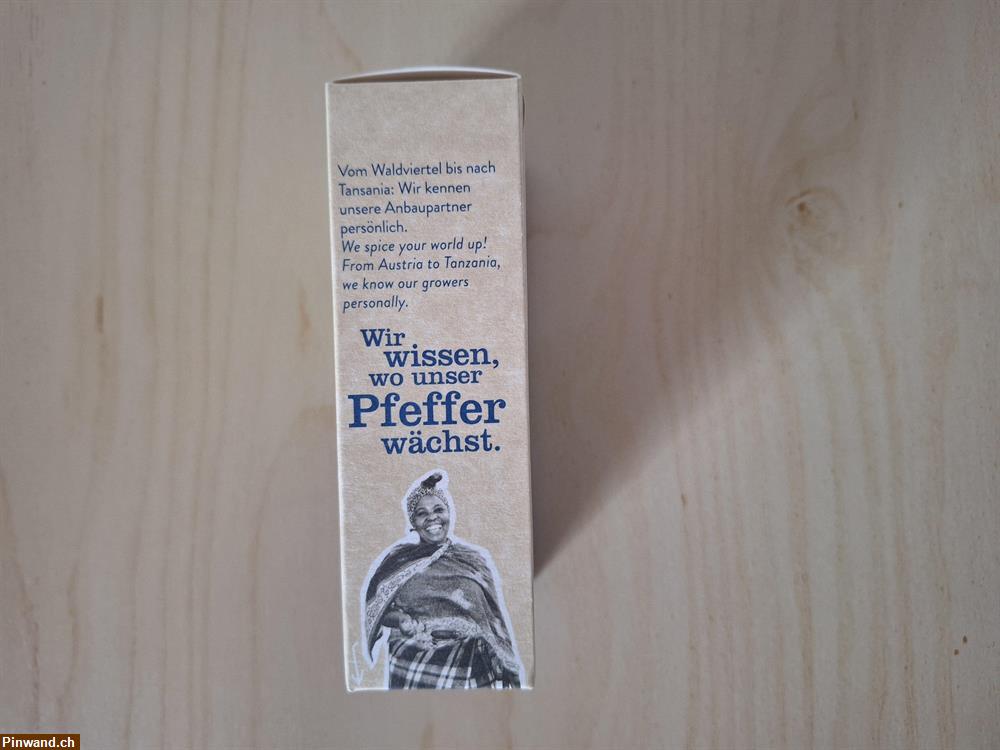 Vom Waldviertel bis nach
Tansania: Wir kennen
unsere Anbaupartner
persönlich.
We spice your world up!
From Austria to Tanzania,
we know our growers
personally.
Wir
wissen,
wo unser
Pfeffer
wächst.
Pinwand.ch